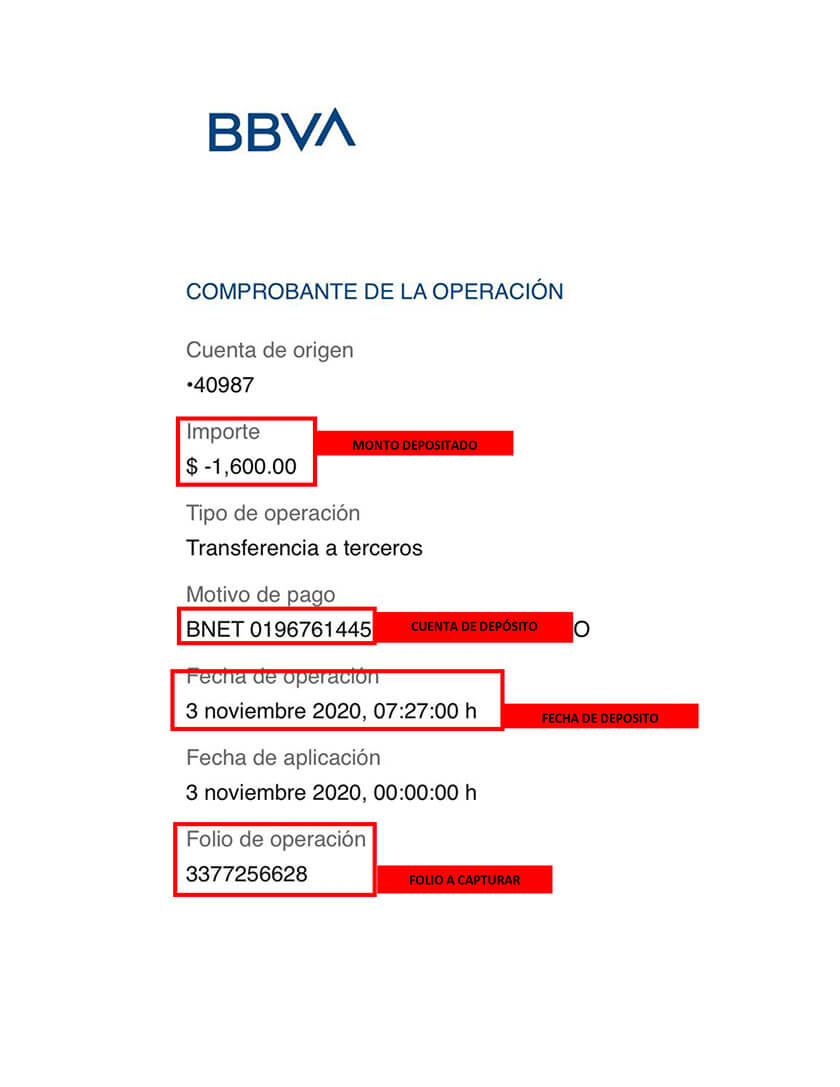 BBVA
COMPROBANTE DE LA OPERACIÓN
Cuenta de origen
•40987
Importe
MONTO DEPOSITADO
$ -1,600.00
Tipo de operación
Transferencia a terceros
Motivo de pago
BNET 0196761445 CUENTA DE DEPÓSITO O
Fecha de operación
3 noviembre 2020, 07:27:00 h
FECHA DE DEPOSITO
Fecha de aplicación
3 noviembre 2020, 00:00:00 h
Folio de operación
3377256628
FOLIO A CAPTURAR